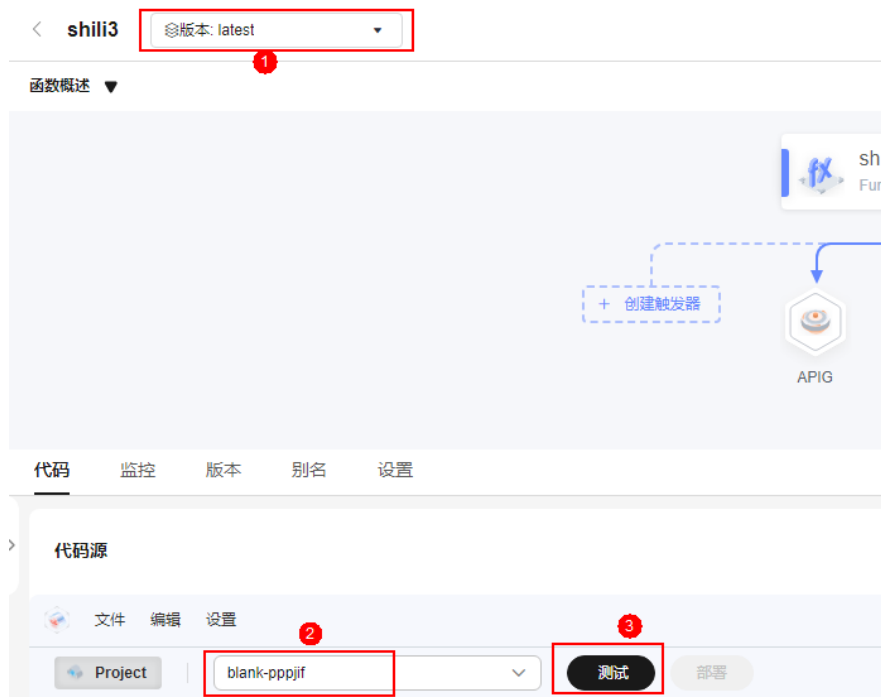 shili3
版本: latest
1
函数概述
sh
Fun
创建触发器
APIG
代码 监控 版本 别名 设置
代码源
文件 编辑 设置
2
3
Project
blank-pppjif
测试
部署